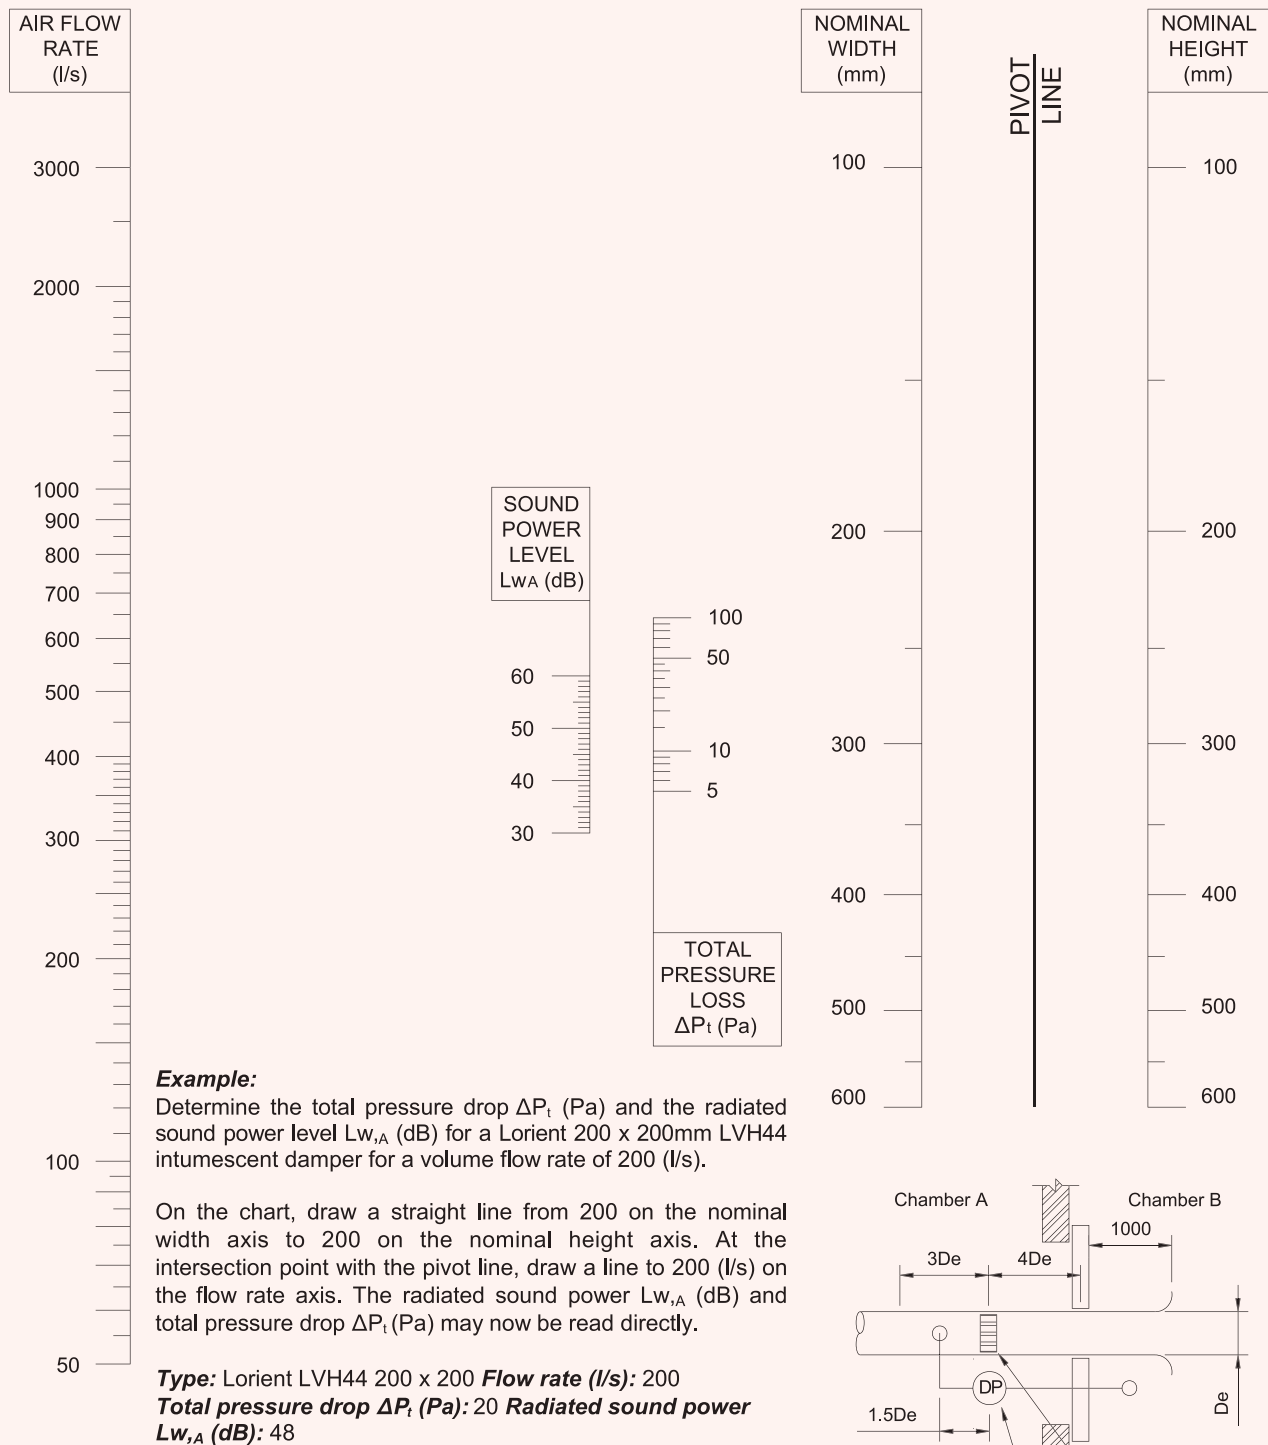 AIR FLOW
RATE
(l/s)
3000
2000
1000
900
800
700
600
500
400
300
200
100
50
SOUND
POWER
LEVEL
LWA (dB)
60
50
40
30
100
50
10
5
TOTAL
PRESSURE
LOSS
ΔPt (Pa)
NOMINAL
WIDTH
(mm)
100
200
300
400
500
600
PIVOT
LINE
NOMINAL
HEIGHT
(mm)
100
200
300
400
500
600
Example:
Determine the total pressure drop ΔPt (Pa) and the radiated
sound power level Lw,A (dB) for a Lorient 200 x 200mm LVH44
intumescent damper for a volume flow rate of 200 (l/s).
On the chart, draw a straight line from 200 on the nominal
width axis to 200 on the nominal height axis. At the
intersection point with the pivot line, draw a line to 200 (l/s) on
the flow rate axis. The radiated sound power Lw,A (dB) and
total pressure drop ΔPt (Pa) may now be read directly.
Type: Lorient LVH44 200 x 200 Flow rate (l/s): 200
Total pressure drop ΔPt (Pa): 20 Radiated sound power
Lw,A (dB): 48
Chamber A
Chamber B
1000
3De
4De
DP
1.5De
De